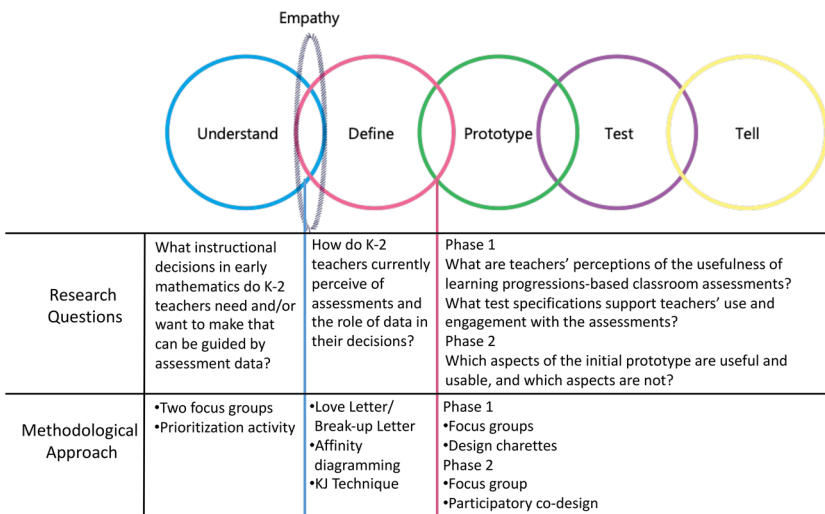 Empathy
Understand
Define
Prototype
Test
Tell
Research
Questions
What instructional
decisions in early
mathematics do K-2
teachers need and/or
want to make that
can be guided by
assessment data?
How do K-2
teachers currently
perceive of
assessments and
the role of data in
their decisions?
Phase 1
What are teachers’ perceptions of the usefulness of
learning progressions-based classroom assessments?
What test specifications support teachers’ use and
engagement with the assessments?
Phase 2
Which aspects of the initial prototype are useful and
usable, and which aspects are not?
Methodological
Approach
•Two focus groups
•Prioritization activity
•Love Letter/
Break-up Letter
•Affinity
diagramming
•KJ Technique
Phase 1
•Focus groups
•Design charettes
Phase 2
•Focus group
•Participatory co-design